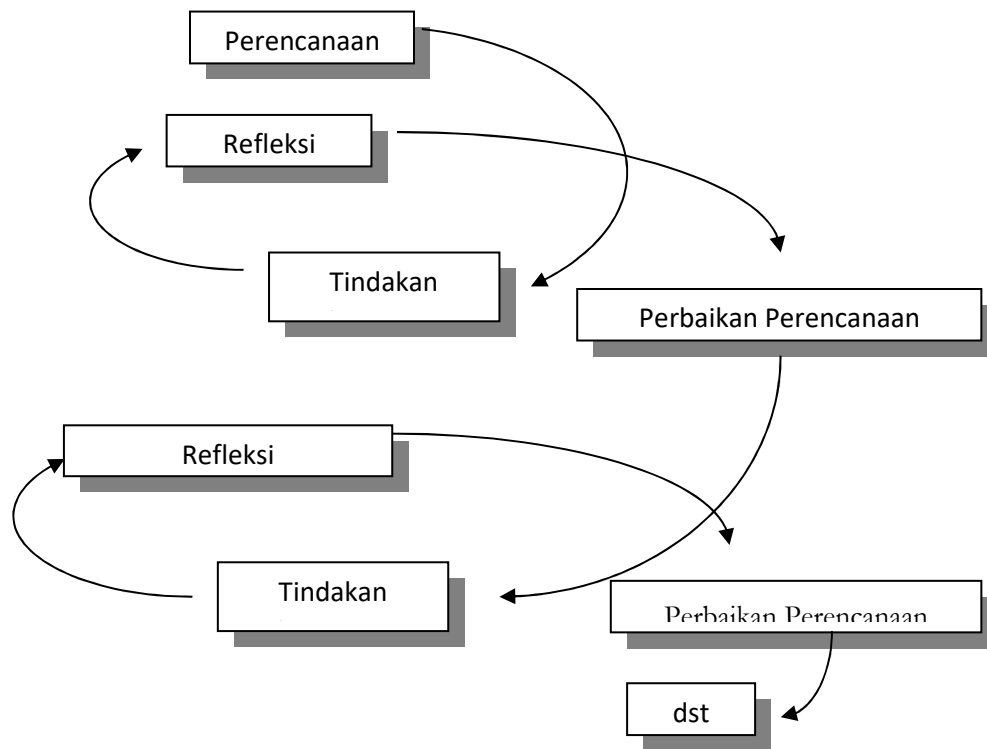 Perencanaan
Refleksi
Tindakan
Perbaikan Perencanaan
Refleksi
Tindakan
Perbaikan Perencanaan
dst